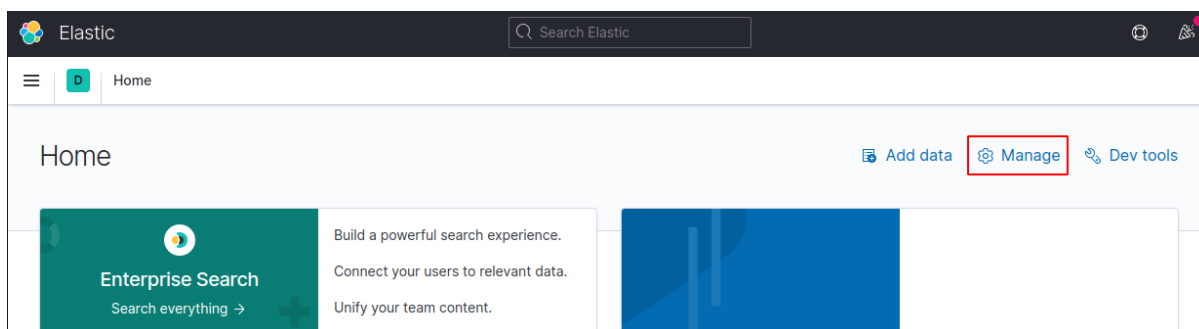 Elastic
Search Elastic
D
Home
Home
Add data
Manage
Dev tools
Enterprise Search
Search everything →
Build a powerful search experience.
Connect your users to relevant data.
Unify your team content.